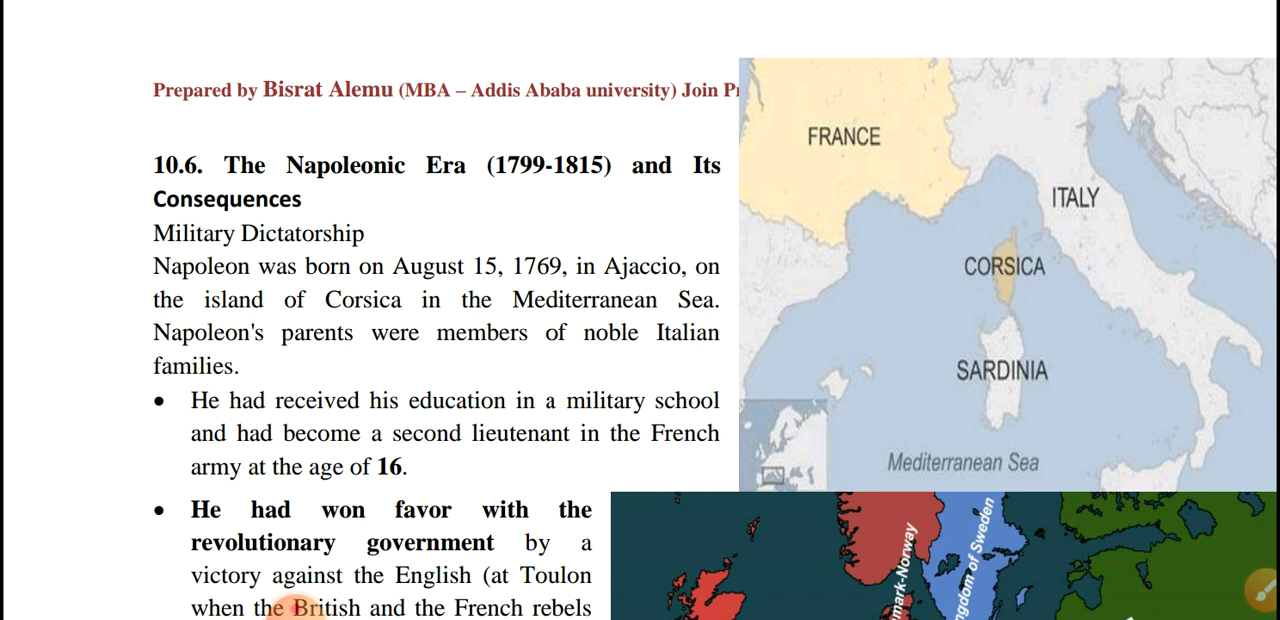 Prepared by Bisrat Alemu (MBA – Addis Ababa university) Join
10.6. The Napoleonic Era (1799-1815) and Its
Consequences
Military Dictatorship
Napoleon was born on August 15, 1769, in Ajaccio, on
the island of Corsica in the Mediterranean Sea.
Napoleon's parents were members of noble Italian
families.
• He had received his education in a military school
and had become a second lieutenant in the French
army at the age of 16.
• He had won favor with the
revolutionary government by a
victory against the English (at Toulon
when the British and the French rebels
FRANCE
ITALY
CORSICA
SARDINIA
Mediterranean Sea
mark-Norway
ngdom of Sweden